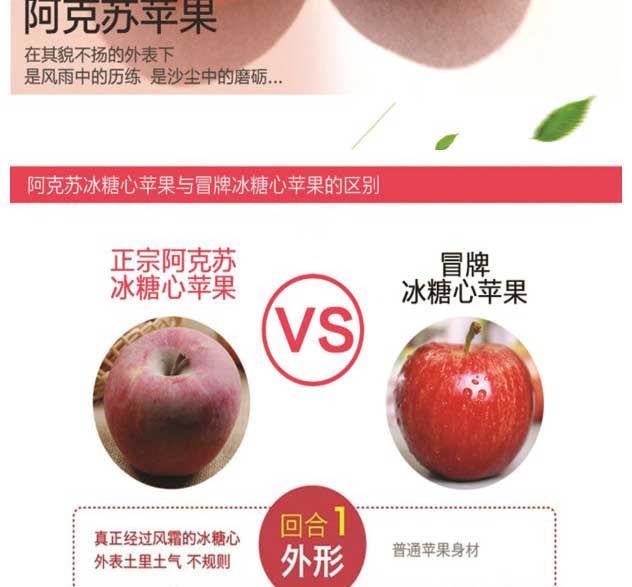 阿克苏苹果
在其貌不扬的外表下
是风雨中的历练 是沙尘中的磨砺...
阿克苏冰糖心苹果与冒牌冰糖心苹果的区别
正宗阿克苏
冰糖心苹果
VS
冒牌
冰糖心苹果
回合1
外形
真正经过风霜的冰糖心
外表土里土气 不规则
普通苹果身材